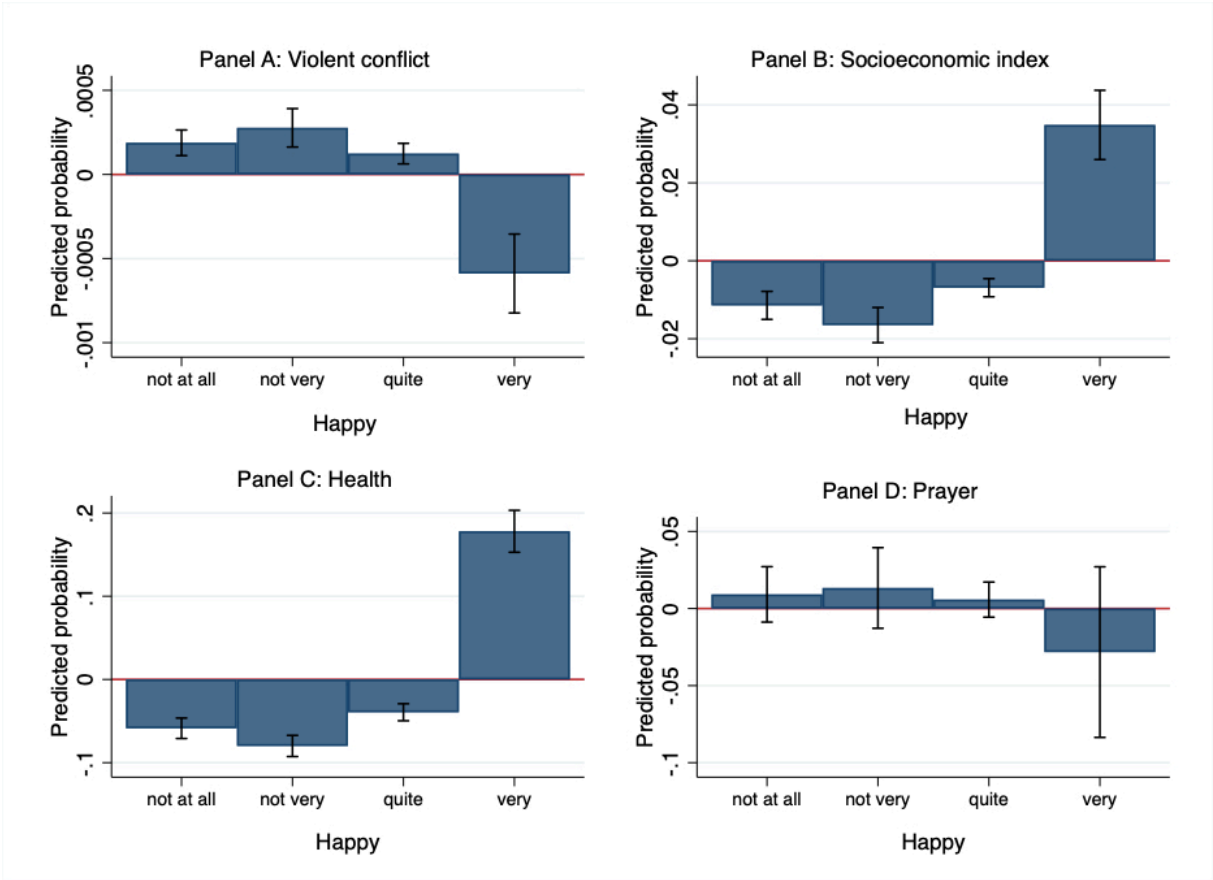 Panel A: Violent conflict
Predicted probability
.0005
0
-.0005
-.001
not at all
not very
quite
very
Happy
Panel B: Socioeconomic index
Predicted probability
.04
.02
0
-.02
not at all
not very
quite
very
Happy
Panel C: Health
Predicted probability
.2
.1
0
-.1
not at all
not very
quite
very
Happy
Panel D: Prayer
Predicted probability
.05
0
-.05
-.1
not at all
not very
quite
very
Happy